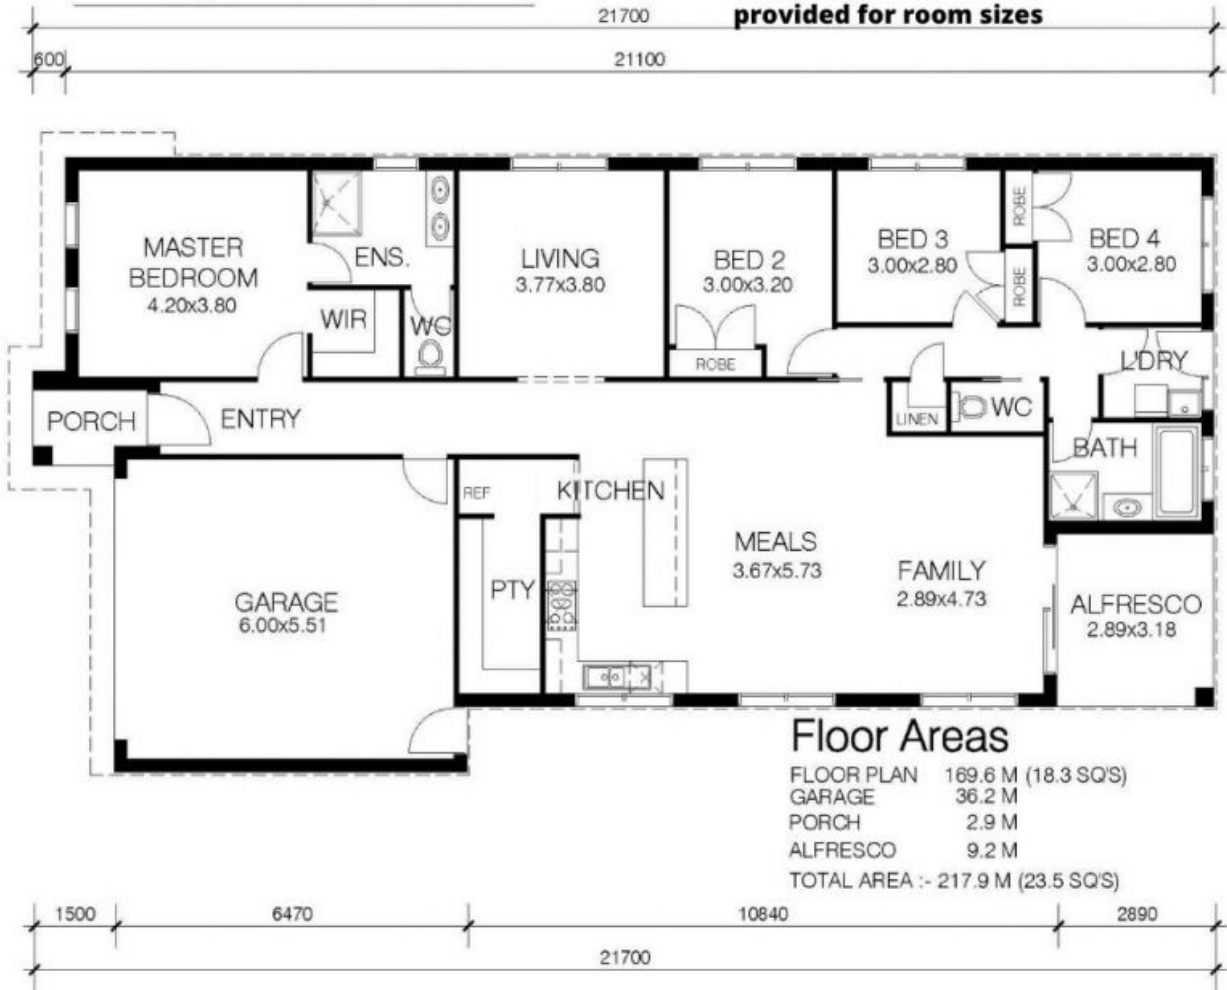 21700
provided for room sizes
600
21100
MASTER
BEDROOM
4.20x3.80
ENS.
WIR
WC
LIVING
3.77x3.80
BED 2
3.00x3.20
ROBE
BED 3
3.00x2.80
ROBE
ROBE
BED 4
3.00x2.80
L'DRY
PORCH
ENTRY
LINEN
WC
BATH
REF
KITCHEN
MEALS
3.67x5.73
FAMILY
2.89x4.73
PTY
GARAGE
6.00x5.51
ALFRESCO
2.89x3.18
Floor Areas
FLOOR PLAN 169.6 M (18.3 SQ'S)
GARAGE 36.2 M
PORCH 2.9 M
ALFRESCO 9.2 M
TOTAL AREA :- 217.9 M (23.5 SQ'S)
1500
6470
10840
2890
21700